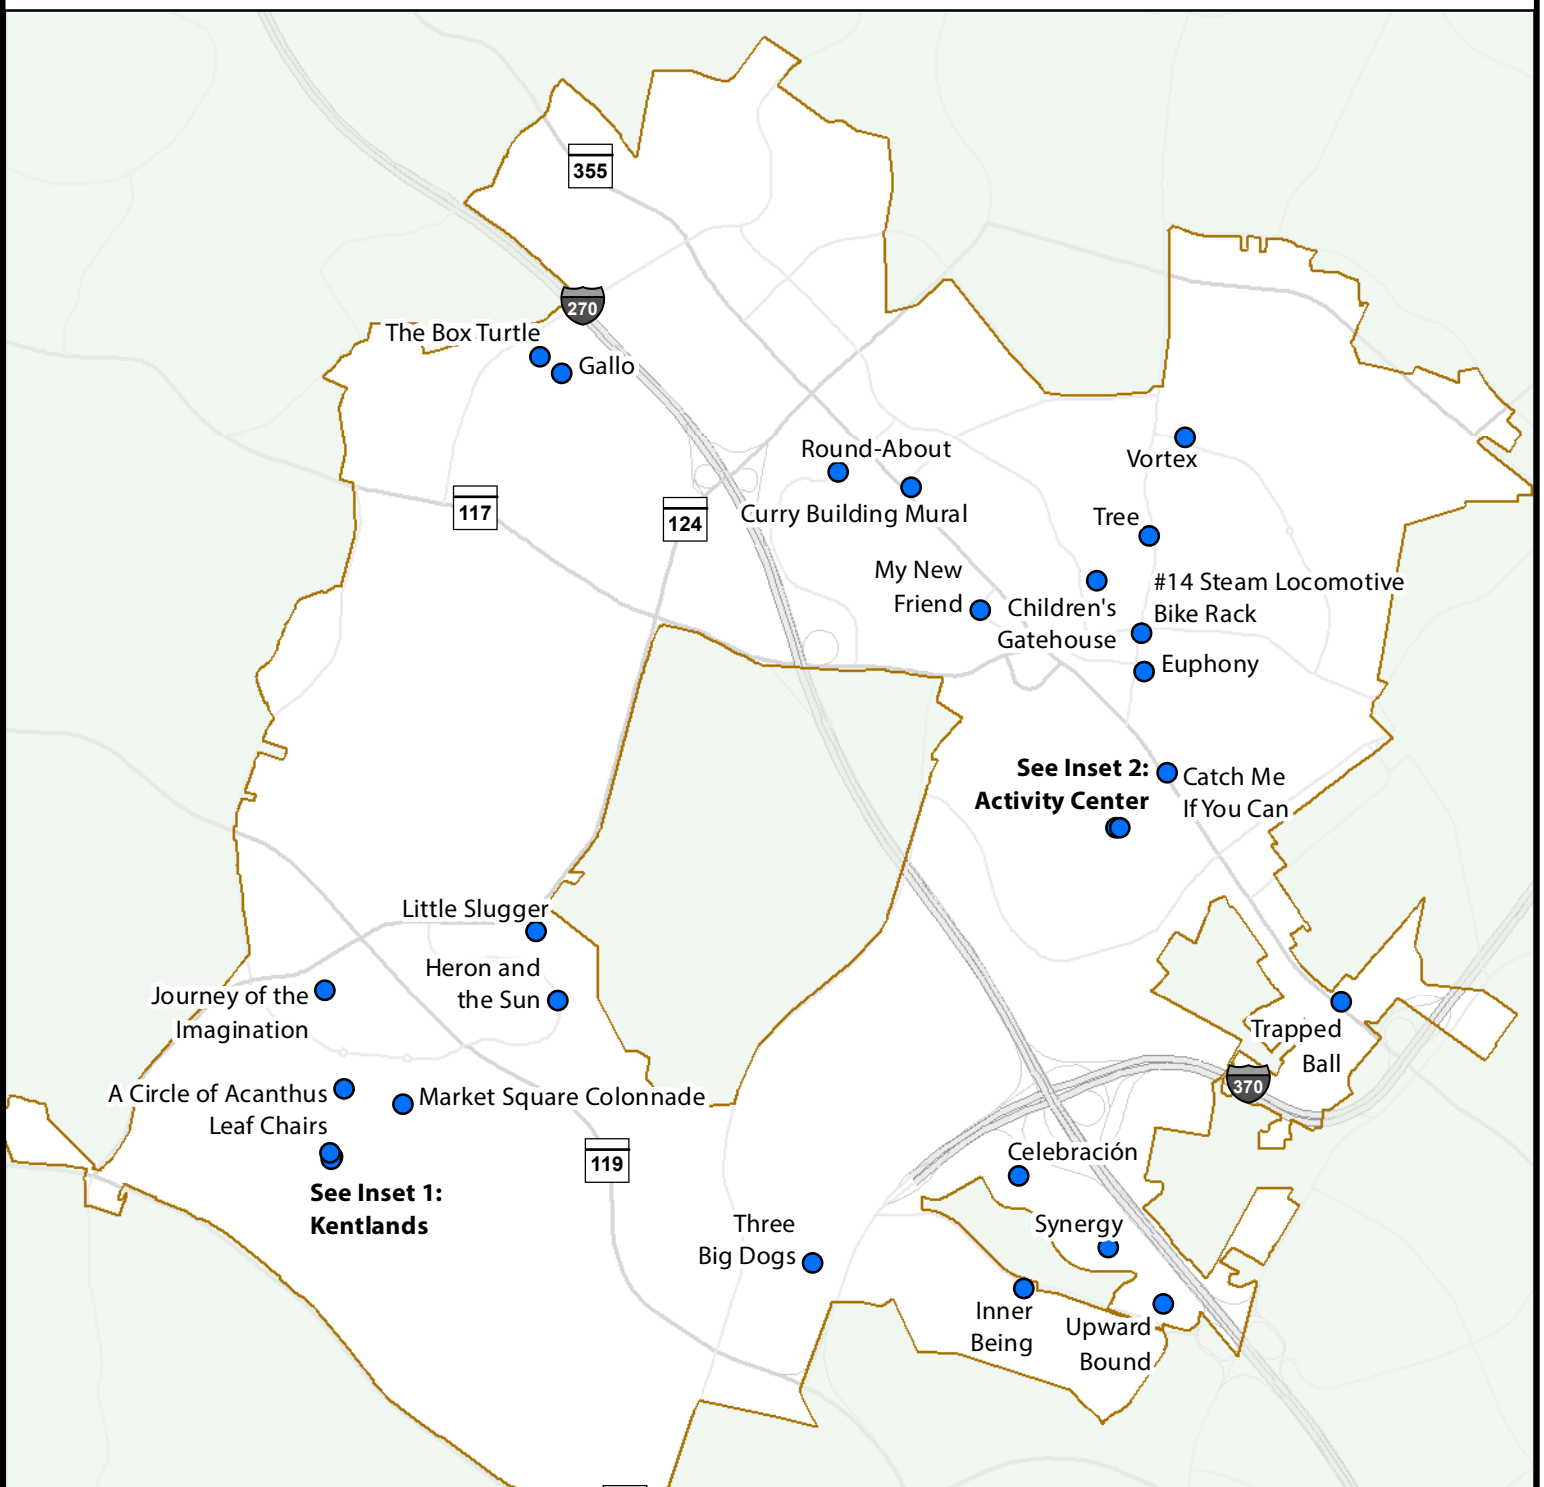 355
270
The Box Turtle
Gallo
Round-About
Vortex
117
124
Curry Building Mural
Tree
My New
Friend
Children's
Gatehouse
#14 Steam Locomotive
Bike Rack
Euphony
See Inset 2:
Activity Center
Catch Me
If You Can
Little Slugger
Heron and
the Sun
Journey of the
Imagination
Trapped
Ball
370
A Circle of Acanthus
Leaf Chairs
Market Square Colonnade
119
Celebración
See Inset 1:
Kentlands
Three
Big Dogs
Synergy
Inner
Being
Upward
Bound